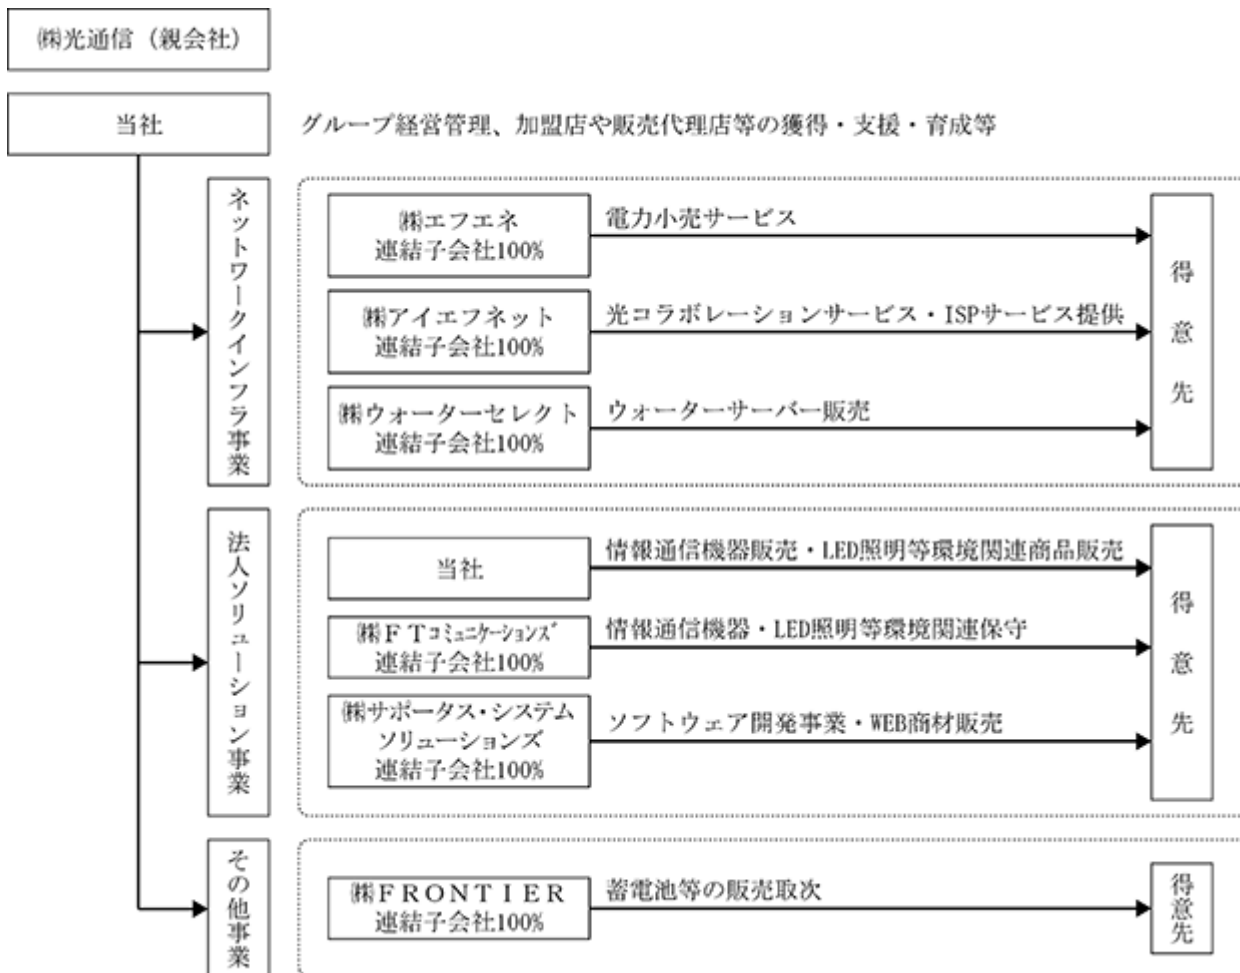 ㈱光通信（親会社）
当社
グループ経営管理、加盟店や販売代理店等の獲得・支援・育成等
ネットワークインフラ事業
㈱エフエネ
連結子会社100%
電力小売サービス
㈱アイエフネット
連結子会社100%
光コラボレーションサービス・ISPサービス提供
㈱ウォーターセレクト
連結子会社100%
ウォーターサーバー販売
得意先
法人ソリューション事業
当社
情報通信機器販売・LED照明等環境関連商品販売
㈱ＦＴコミュニケーションズ
連結子会社100%
情報通信機器・LED照明等環境関連保守
㈱サポータス・システム
ソリューションズ
連結子会社100%
ソフトウェア開発事業・WEB商材販売
得意先
その他事業
㈱ＦＲＯＮＴＩＥＲ
連結子会社100%
蓄電池等の販売取次
得意先